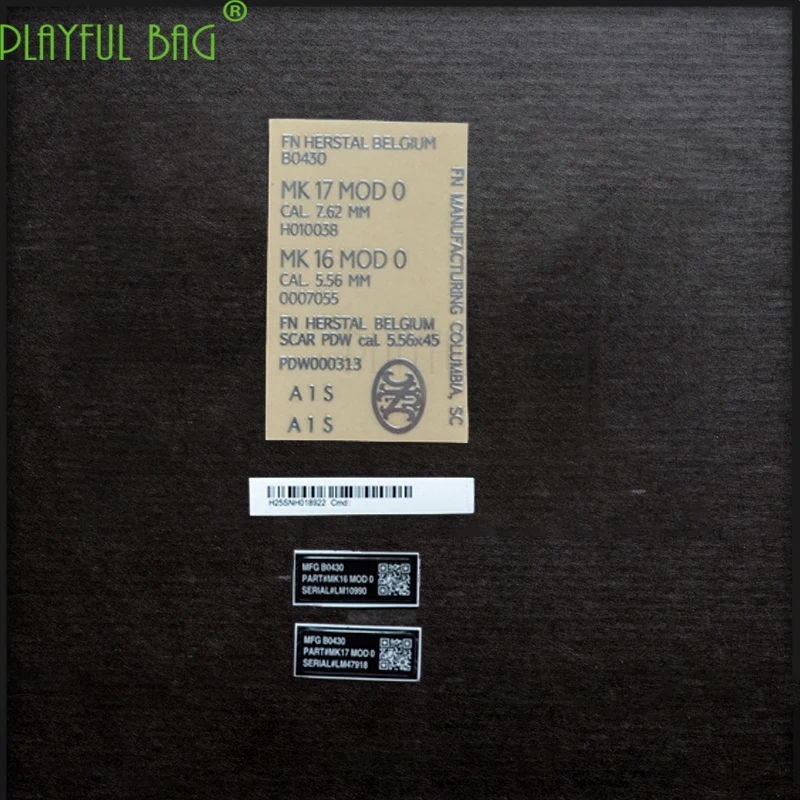 PLAYFUL BAG®
FN HERSTAL BELGIUM
B0430
MK 17 MOD 0
CAL. 7.62 MM
H010038
MK 16 MOD 0
CAL. 5.56 MM
0007055
FN HERSTAL BELGIUM
SCAR PDW cal. 5.56x45
PDW000313
A1S
A1S
FN MANUFACTURING COLUMBIA, SC
H25SNH018922 Cmd:
MFG B0430
PART#MK16 MOD 0
SERIAL#LM10990
MFG B0430
PART#MK17 MOD 0
SERIAL#LM47918